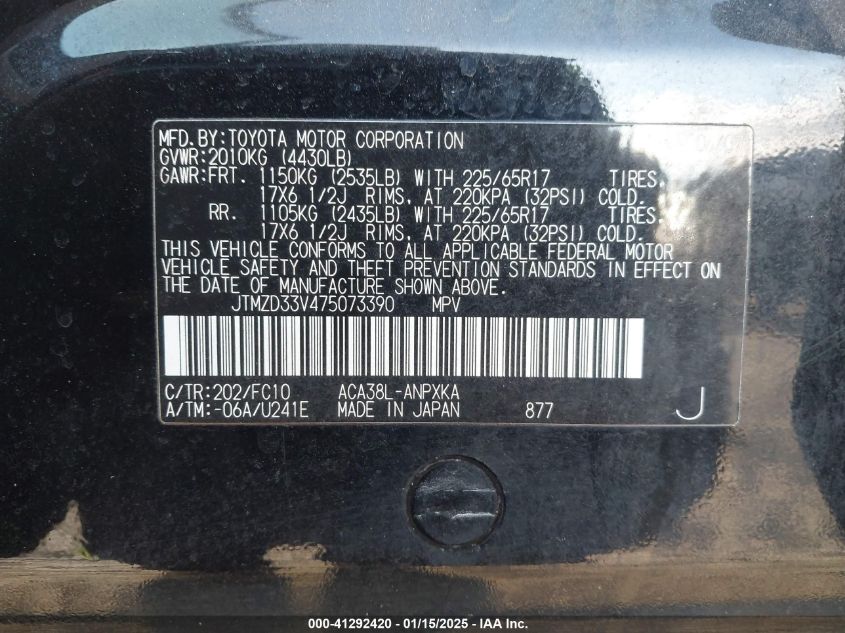 MFD.BY:TOYOTA MOTOR CORPORATION
GVWR:2010KG (4430LB)
GAWR:FRT. 1150KG (2535LB) WITH 225/65R17 TIRES,
17X6 1/2J RIMS, AT 220KPA (32PSI) COLD.
RR. 1105KG (2435LB) WITH 225/65R17 TIRES,
17X6 1/2J RIMS, AT 220KPA (32PSI) COLD.
THIS VEHICLE CONFORMS TO ALL APPLICABLE FEDERAL MOTOR
VEHICLE SAFETY AND THEFT PREVENTION STANDARDS IN EFFECT ON
THE DATE OF MANUFACTURE SHOWN ABOVE.
JTMZD33V475073390 MPV
C/TR:202/FC10 ACA38L-ANPXKA
A/TM:-06A/U241E MADE IN JAPAN 877 J
000-41292420 - 01/15/2025 - IAA Inc.